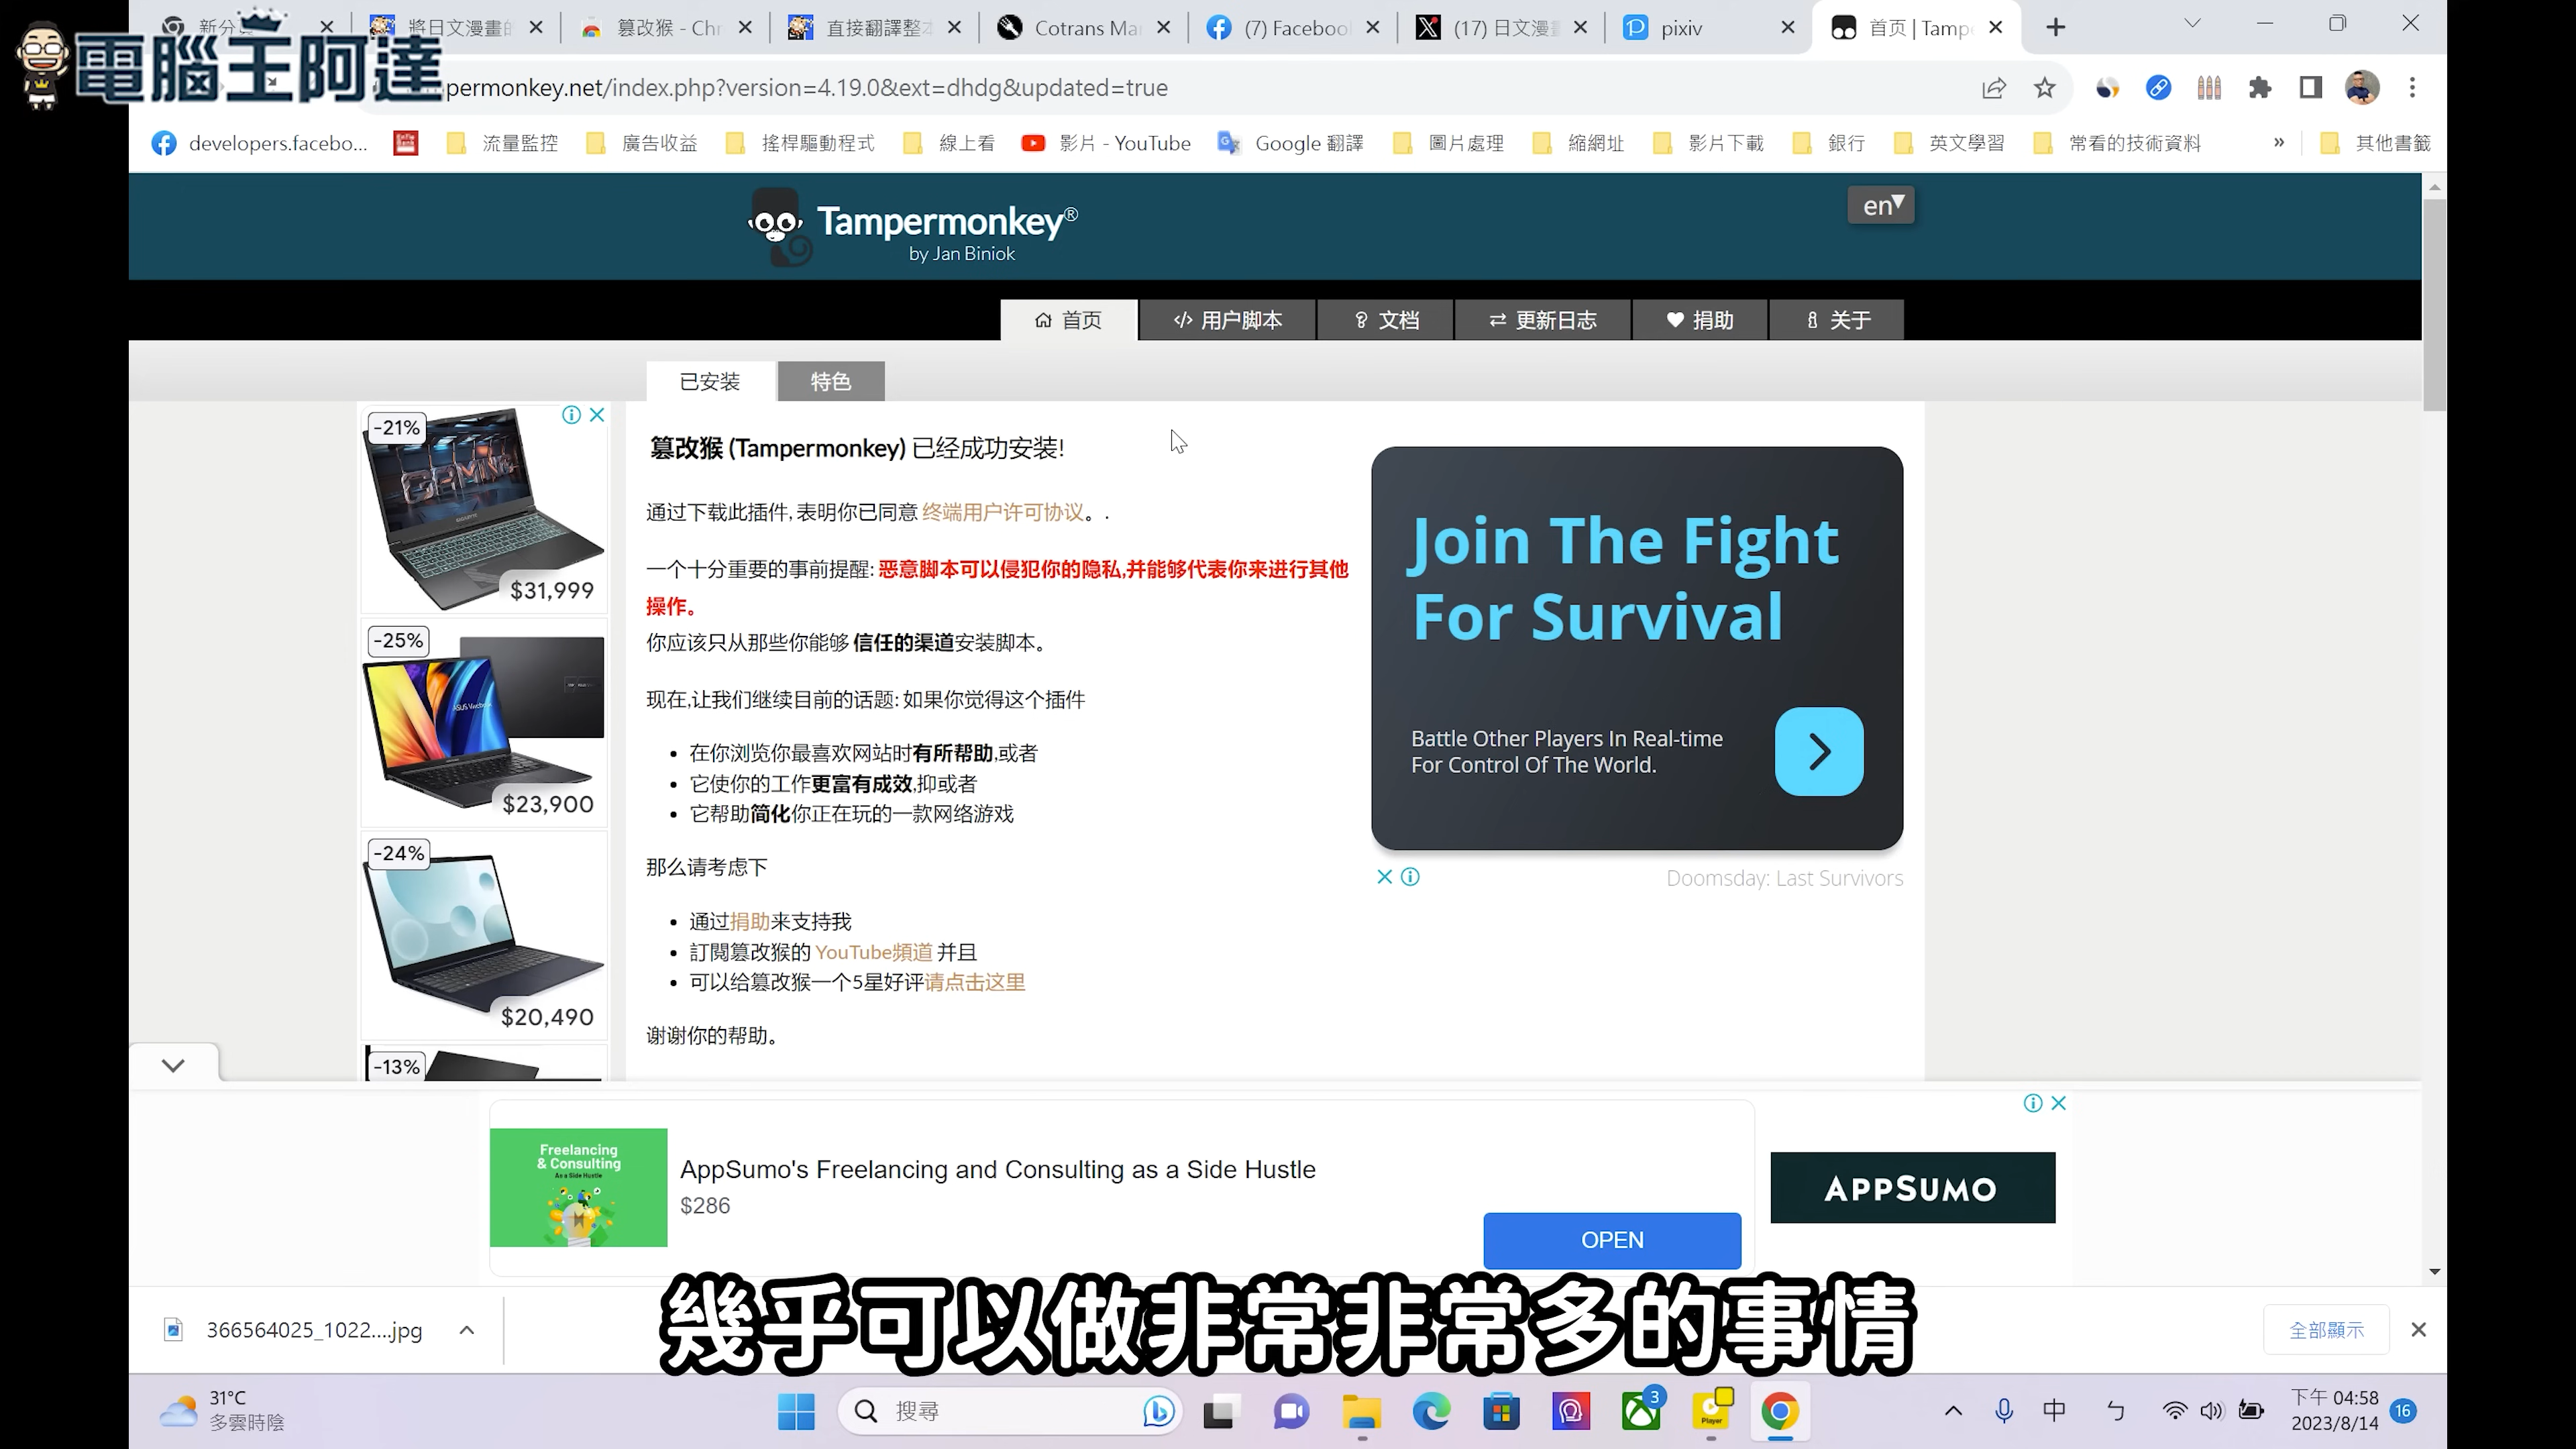 電腦王阿達
新分
將日文漫畫的
篡改猴 - Chr
直接翻譯整本
Cotrans Mar
(7) Facebook
(17) 日文漫畫
pixiv
首页 | Tampe
permonkey.net/index.php?version=4.19.0&ext=dhdg&updated=true
developers.facebo...
流量監控
廣告收益
搖桿驅動程式
線上看
影片 - YouTube
Google 翻譯
圖片處理
縮網址
影片下載
銀行
英文學習
常看的技術資料
»
其他書籤
Tampermonkey®
by Jan Biniok
en
首页
用户脚本
文档
更新日志
捐助
关于
已安装
特色
-21%
$31,999
-25%
$23,900
-24%
$20,490
-13%
篡改猴 (Tampermonkey) 已经成功安装!
通过下载此插件, 表明你已同意 终端用户许可协议。.
一个十分重要的事前提醒: 恶意脚本可以侵犯你的隐私,并能够代表你来进行其他
操作。
你应该只从那些你能够 信任的渠道安装脚本。
现在,让我们继续目前的话题: 如果你觉得这个插件
在你浏览你最喜欢网站时有所帮助,或者
它使你的工作更富有成效,抑或者
它帮助简化你正在玩的一款网络游戏
那么请考虑下
通过捐助来支持我
訂閱篡改猴的 YouTube頻道 并且
可以给篡改猴一个5星好评请点击这里
谢谢你的帮助。
Join The Fight
For Survival
Battle Other Players In Real-time
For Control Of The World.
Doomsday: Last Survivors
Freelancing
& Consulting
As a Side Hustle
AppSumo's Freelancing and Consulting as a Side Hustle
$286
OPEN
APPSUMO
幾乎可以做非常非常多的事情
366564025_1022....jpg
全部顯示
31°C
多雲時陰
搜尋
3
Player
中
ㄅ
下午 04:58
2023/8/14
16